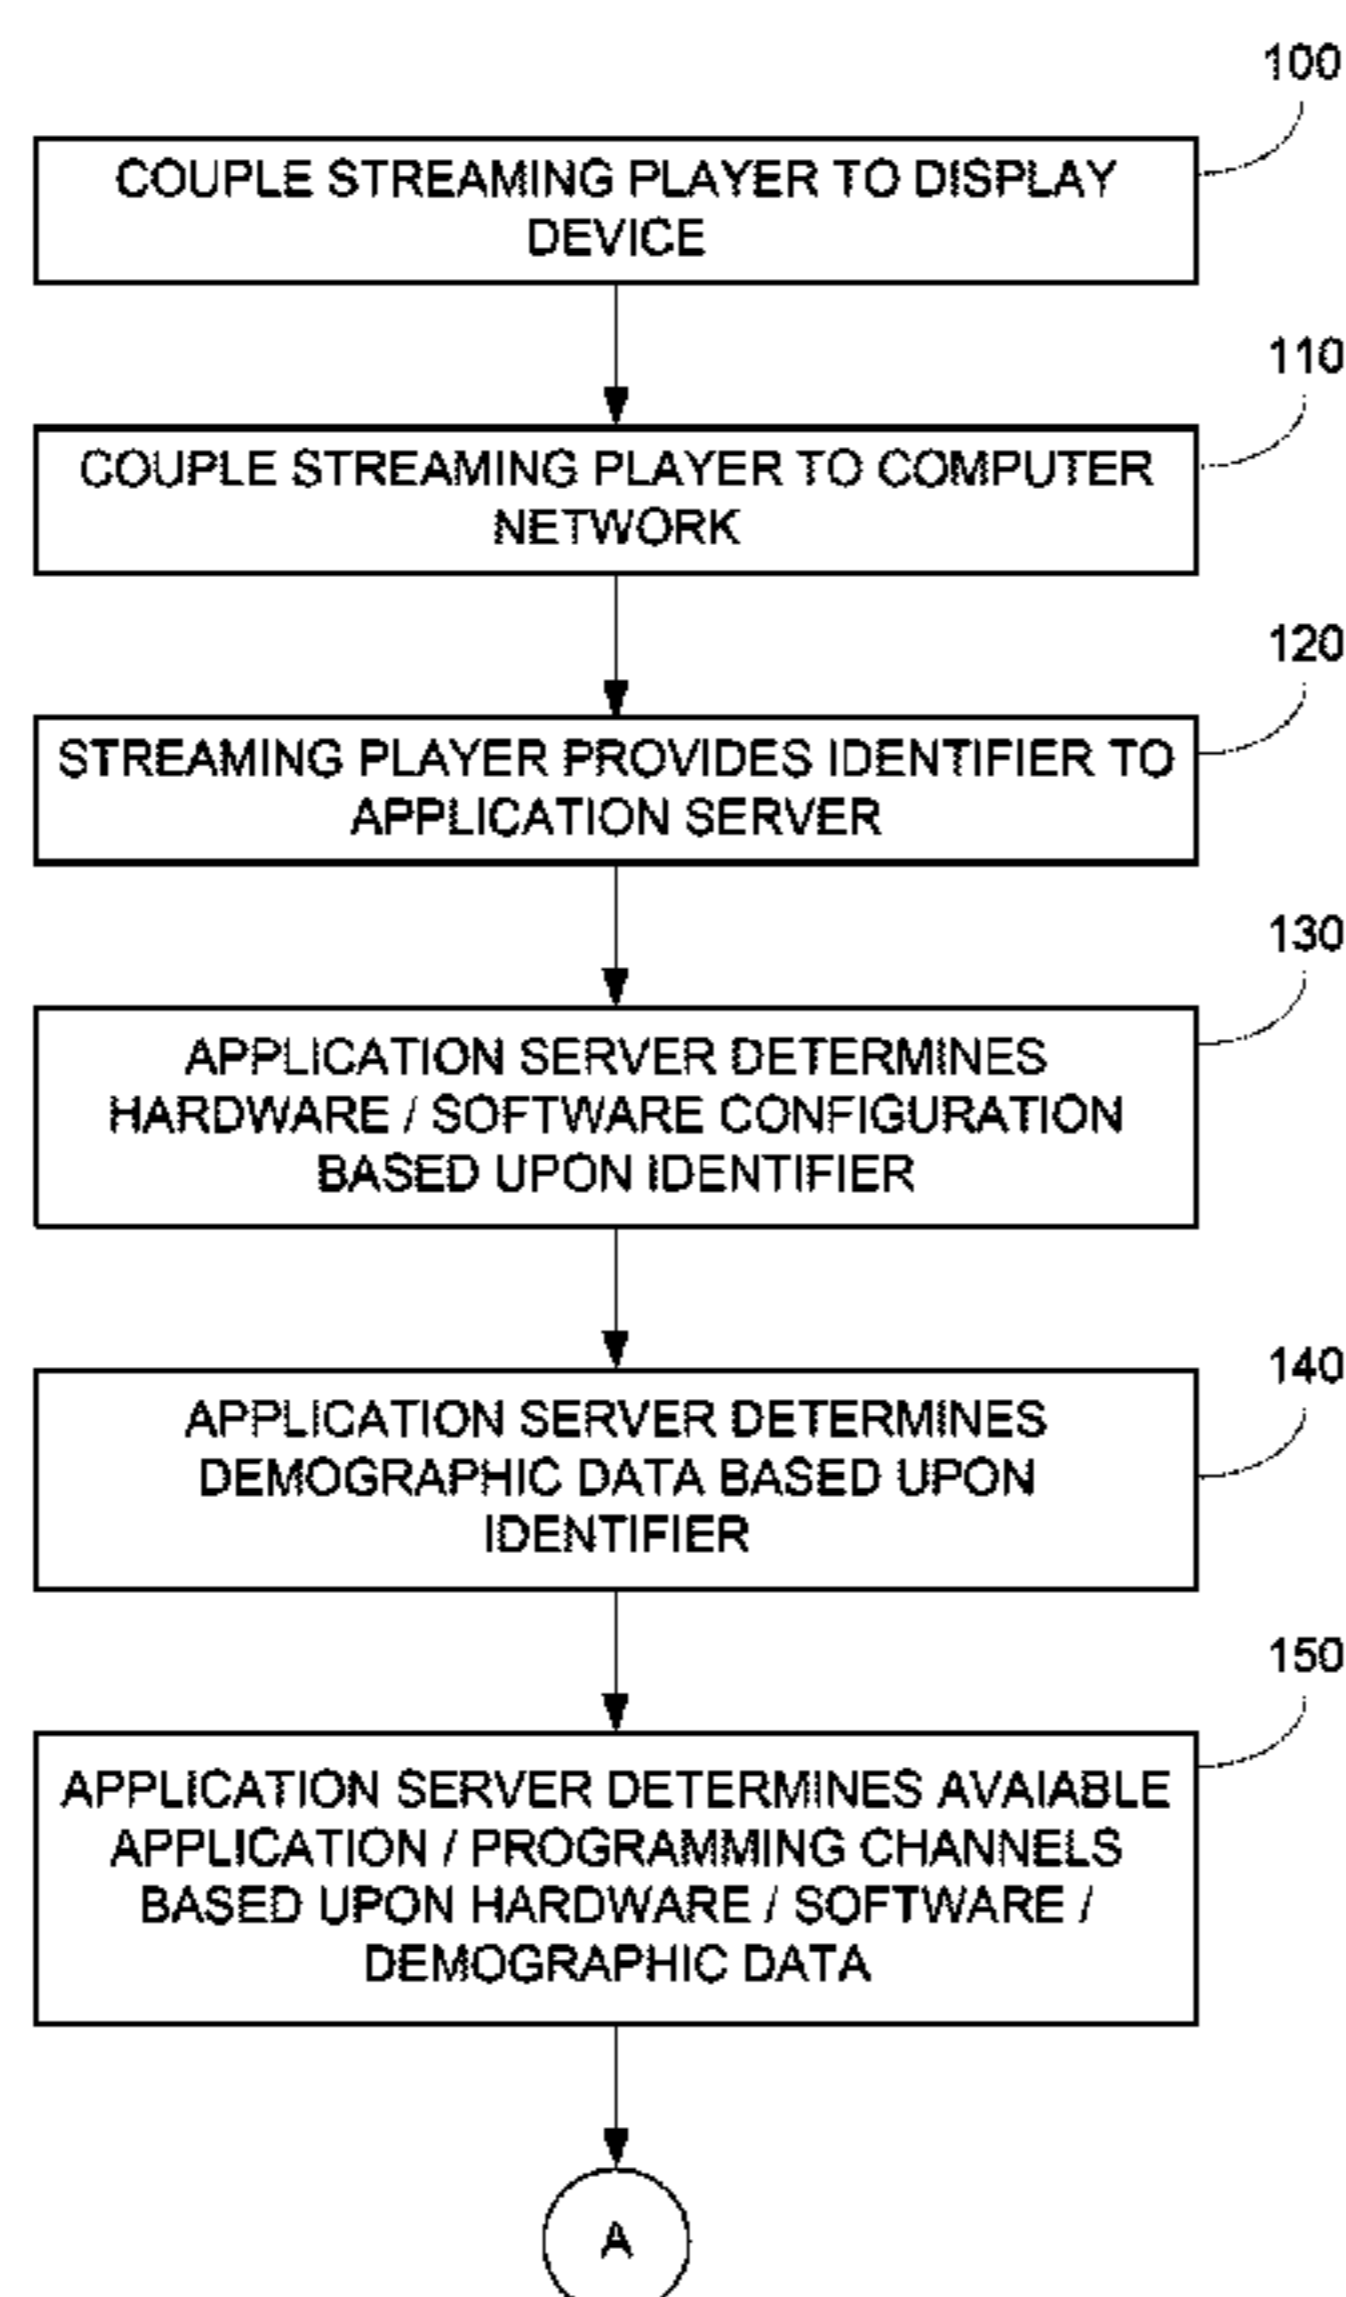 100
COUPLE STREAMING PLAYER TO DISPLAY
DEVICE
110
COUPLE STREAMING PLAYER TO COMPUTER
NETWORK
120
STREAMING PLAYER PROVIDES IDENTIFIER TO
APPLICATION SERVER
130
APPLICATION SERVER DETERMINES
HARDWARE / SOFTWARE CONFIGURATION
BASED UPON IDENTIFIER
140
APPLICATION SERVER DETERMINES
DEMOGRAPHIC DATA BASED UPON
IDENTIFIER
150
APPLICATION SERVER DETERMINES AVAIABLE
APPLICATION / PROGRAMMING CHANNELS
BASED UPON HARDWARE / SOFTWARE /
DEMOGRAPHIC DATA
A